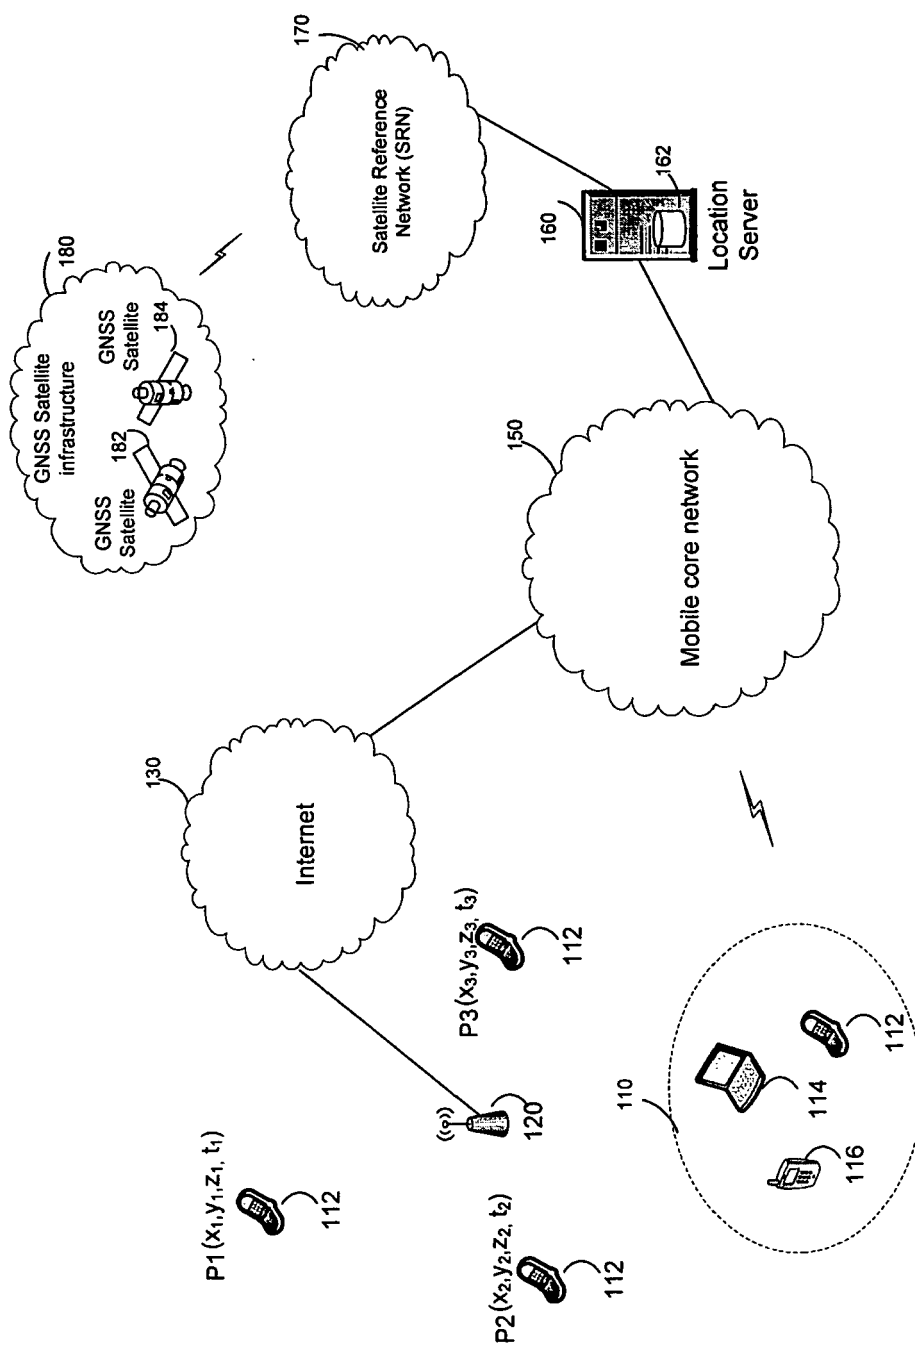 GNSS Satellite
infrastructure
180
GNSS
Satellite
182
GNSS
Satellite
184
170
Satellite Reference
Network (SRN)
130
Internet
150
Mobile core network
160
162
Location
Server
P1(x1,y1,z1, t1)
112
120
P3(x3,y3,z3, t3)
112
P2(x2,y2,z2, t2)
112
110
116
114
112